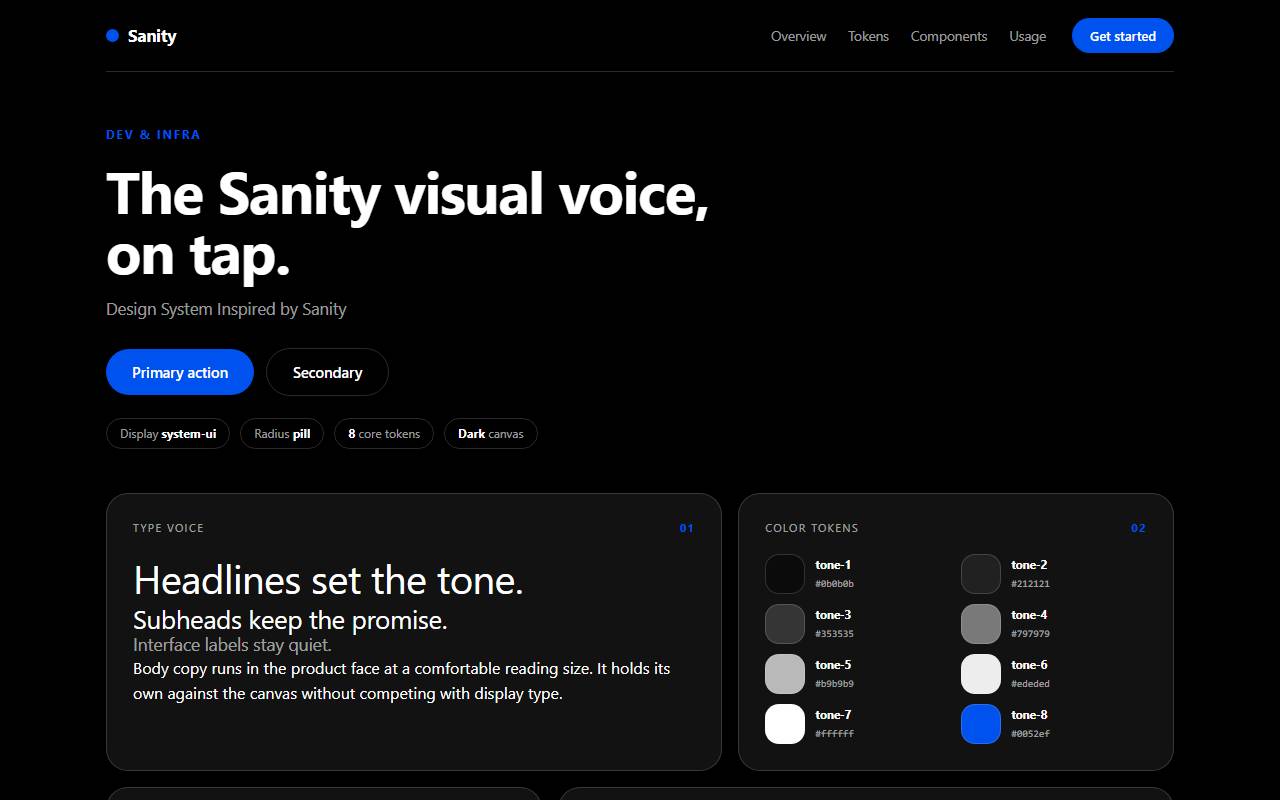 Sanity
Overview
Tokens
Components
Usage
Get started
DEV & INFRA
The Sanity visual voice,
on tap.
Design System Inspired by Sanity
Primary action
Secondary
Display system-ui
Radius pill
8 core tokens
Dark canvas
TYPE VOICE
01
Headlines set the tone.
Subheads keep the promise.
Interface labels stay quiet.
Body copy runs in the product face at a comfortable reading size. It holds its
own against the canvas without competing with display type.
COLOR TOKENS
02
tone-1
#0b0b0b
tone-2
#212121
tone-3
#353535
tone-4
#797979
tone-5
#b9b9b9
tone-6
#ededed
tone-7
#ffffff
tone-8
#0052ef